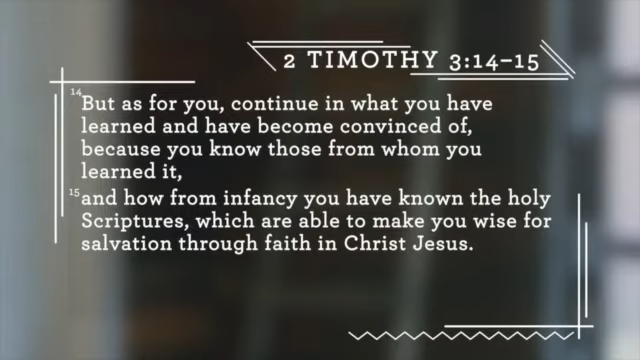 2 TIMOTHY 3:14–15
14 But as for you, continue in what you have
learned and have become convinced of,
because you know those from whom you
learned it,
15 and how from infancy you have known the holy
Scriptures, which are able to make you wise for
salvation through faith in Christ Jesus.